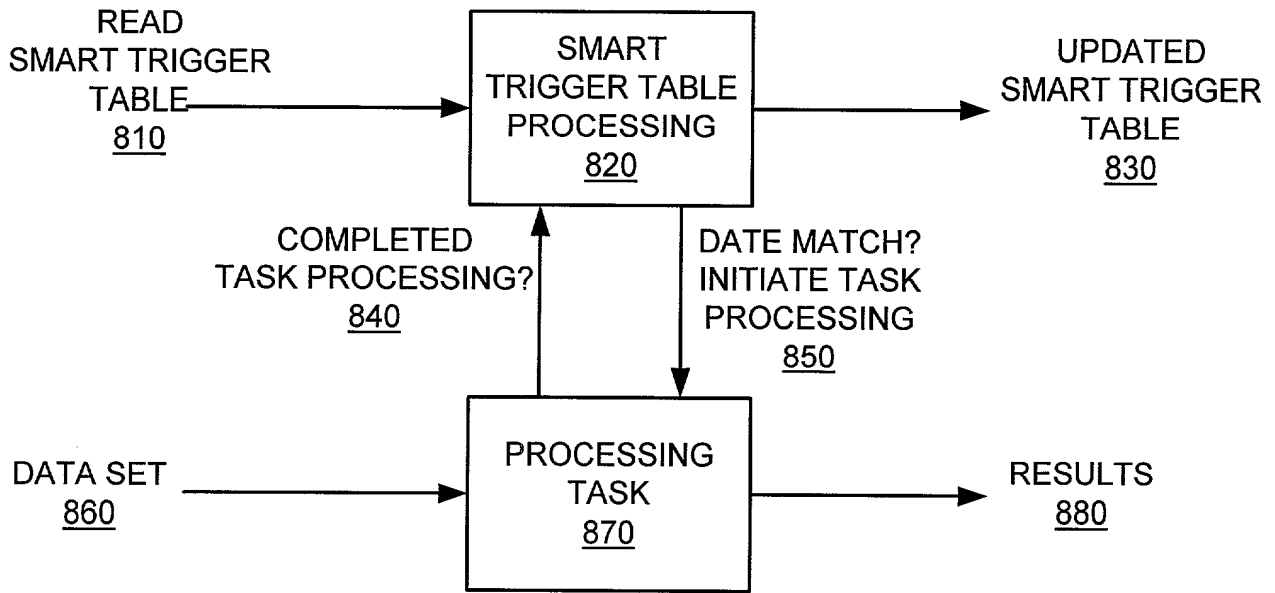 READ
SMART TRIGGER
TABLE
810
SMART
TRIGGER TABLE
PROCESSING
820
UPDATED
SMART TRIGGER
TABLE
830
COMPLETED
TASK PROCESSING?
840
DATE MATCH?
INITIATE TASK
PROCESSING
850
DATA SET
860
PROCESSING
TASK
870
RESULTS
880